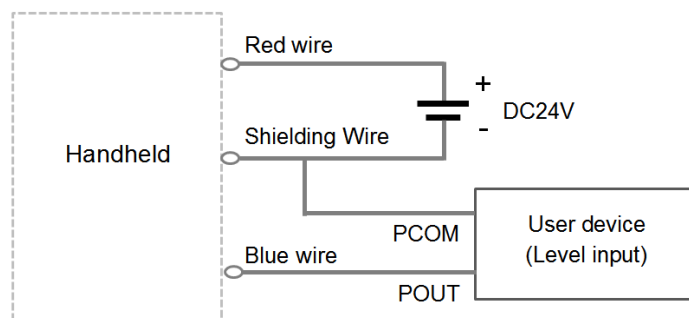 Red wire
+
DC24V
-
Shielding Wire
Handheld
PCOM
User device
(Level input)
Blue wire
POUT